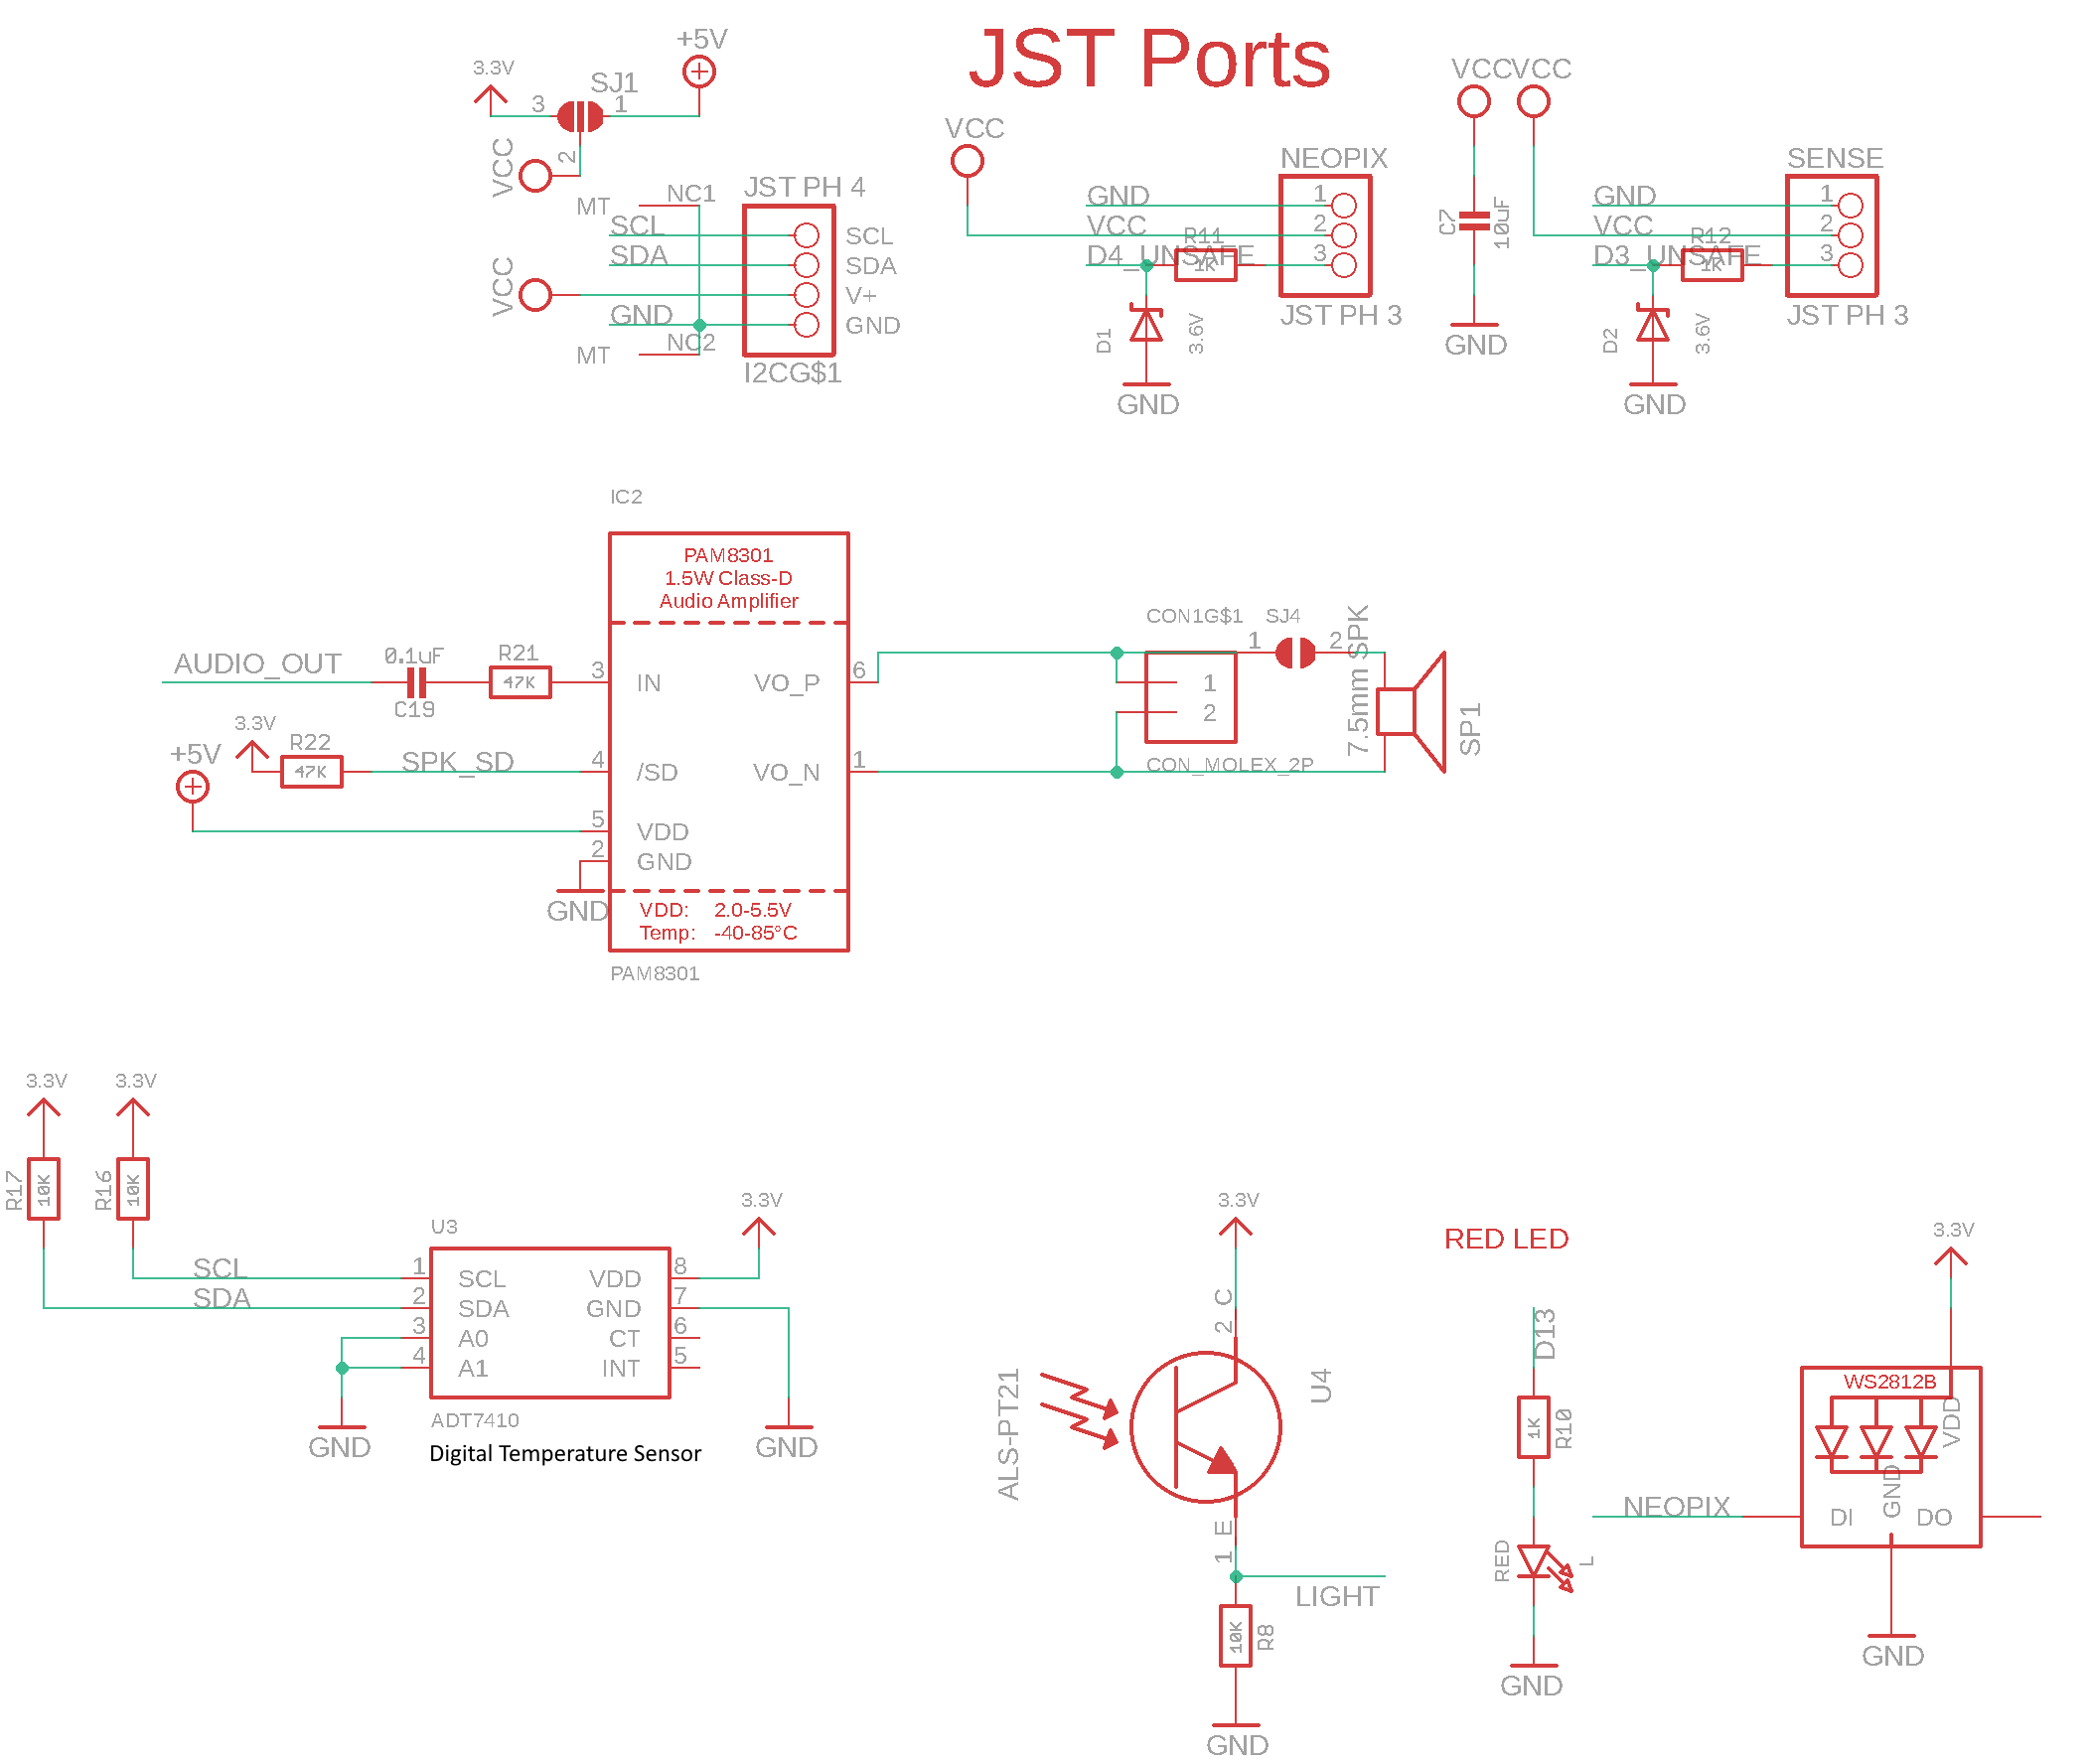 JST Ports
3.3V
+5V
SJ1
3
1
2
VCC
MT
NC1
JST PH 4
SCL
SCL
SDA
SDA
VCC
V+
GND
GND
MT
NC2
I2CG$1
VCC
NEOPIX
GND
1
VCC
2
R11
D4_UNSAFE
1K
3
JST PH 3
D1
3.6V
GND
VCC
VCC
C7
10uF
GND
SENSE
GND
1
VCC
2
R12
D3_UNSAFE
1K
3
JST PH 3
D2
3.6V
GND
IC2
PAM8301
1.5W Class-D
Audio Amplifier
AUDIO_OUT
0.1uF
C19
R21
47K
3
IN
VO_P
6
3.3V
+5V
R22
47K
SPK_SD
4
/SD
VO_N
1
5
VDD
2
GND
GND
VDD: 2.0-5.5V
Temp: -40-85°C
PAM8301
CON1G$1
SJ4
1
2
1
2
CON_MOLEX_2P
7.5mm SPK
SP1
3.3V
3.3V
R17
10K
R16
10K
U3
3.3V
SCL
1
SCL
VDD
8
SDA
2
SDA
GND
7
3
A0
CT
6
4
A1
INT
5
GND
ADT7410
GND
Digital Temperature Sensor
3.3V
C
2
ALS-PT21
U4
E
1
LIGHT
10K
R8
GND
RED LED
D13
1K
R10
RED
L
GND
3.3V
WS2812B
VDD
GND
NEOPIX
DI
DO
GND